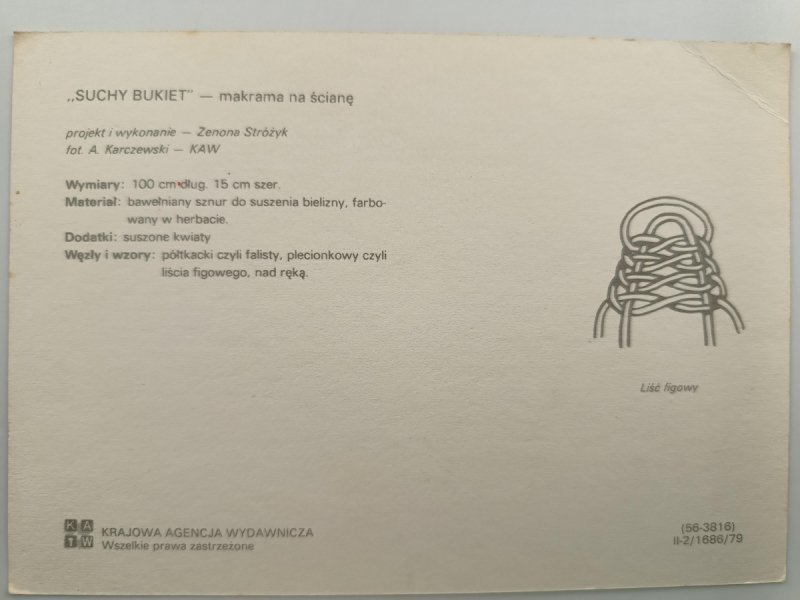 „SUCHY BUKIET” — makrama na ścianę
projekt i wykonanie — Zenona Stróżyk
fot. A. Karczewski — KAW
Wymiary: 100 cm dług. 15 cm szer.
Materiał: bawełniany sznur do suszenia bielizny, farbo-
wany w herbacie.
Dodatki: suszone kwiaty
Węzły i wzory: półtkacki czyli falisty, plecionkowy czyli
liścia figowego, nad ręką.
Liść figowy
K A
T W
KRAJOWA AGENCJA WYDAWNICZA
Wszelkie prawa zastrzeżone
(56-3816)
II-2/1686/79